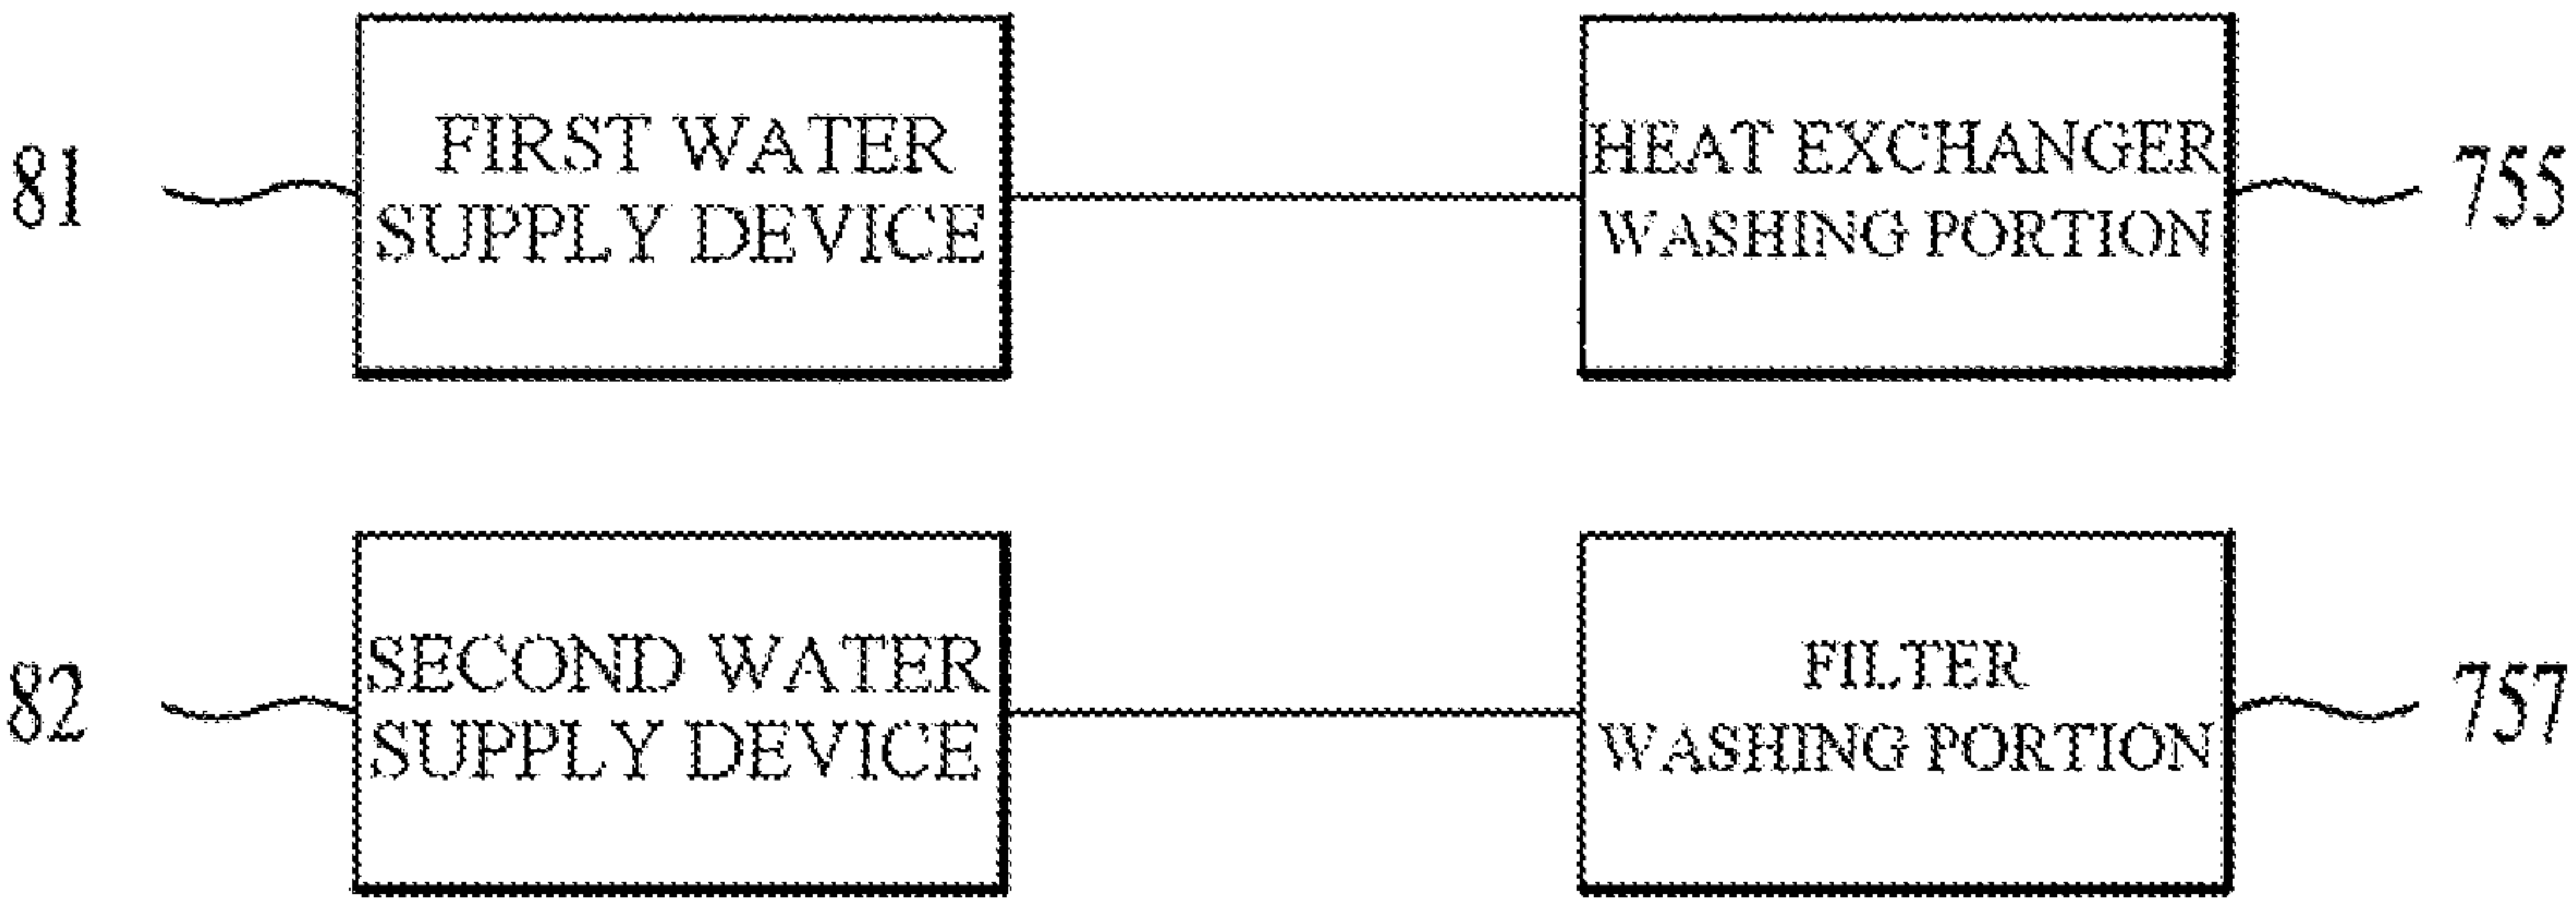 81
FIRST WATER
SUPPLY DEVICE
HEAT EXCHANGER
WASHING PORTION
755
82
SECOND WATER
SUPPLY DEVICE
FILTER
WASHING PORTION
757